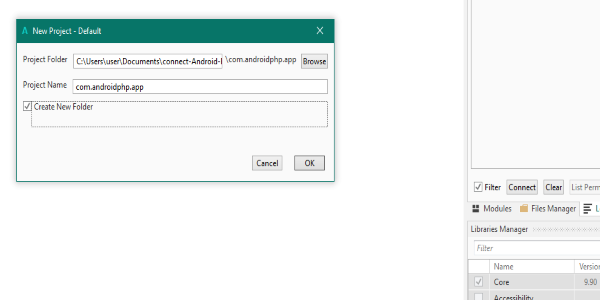 New Project - Default
Project Folder C:\Users\user\Documents\connect-Android- \com.androidphp.app Browse
Project Name com.androidphp.app
Create New Folder
Cancel OK
Filter Connect Clear List Perm
Modules Files Manager L
Libraries Manager
Filter
Name Version
Core 9.90
Accessibility